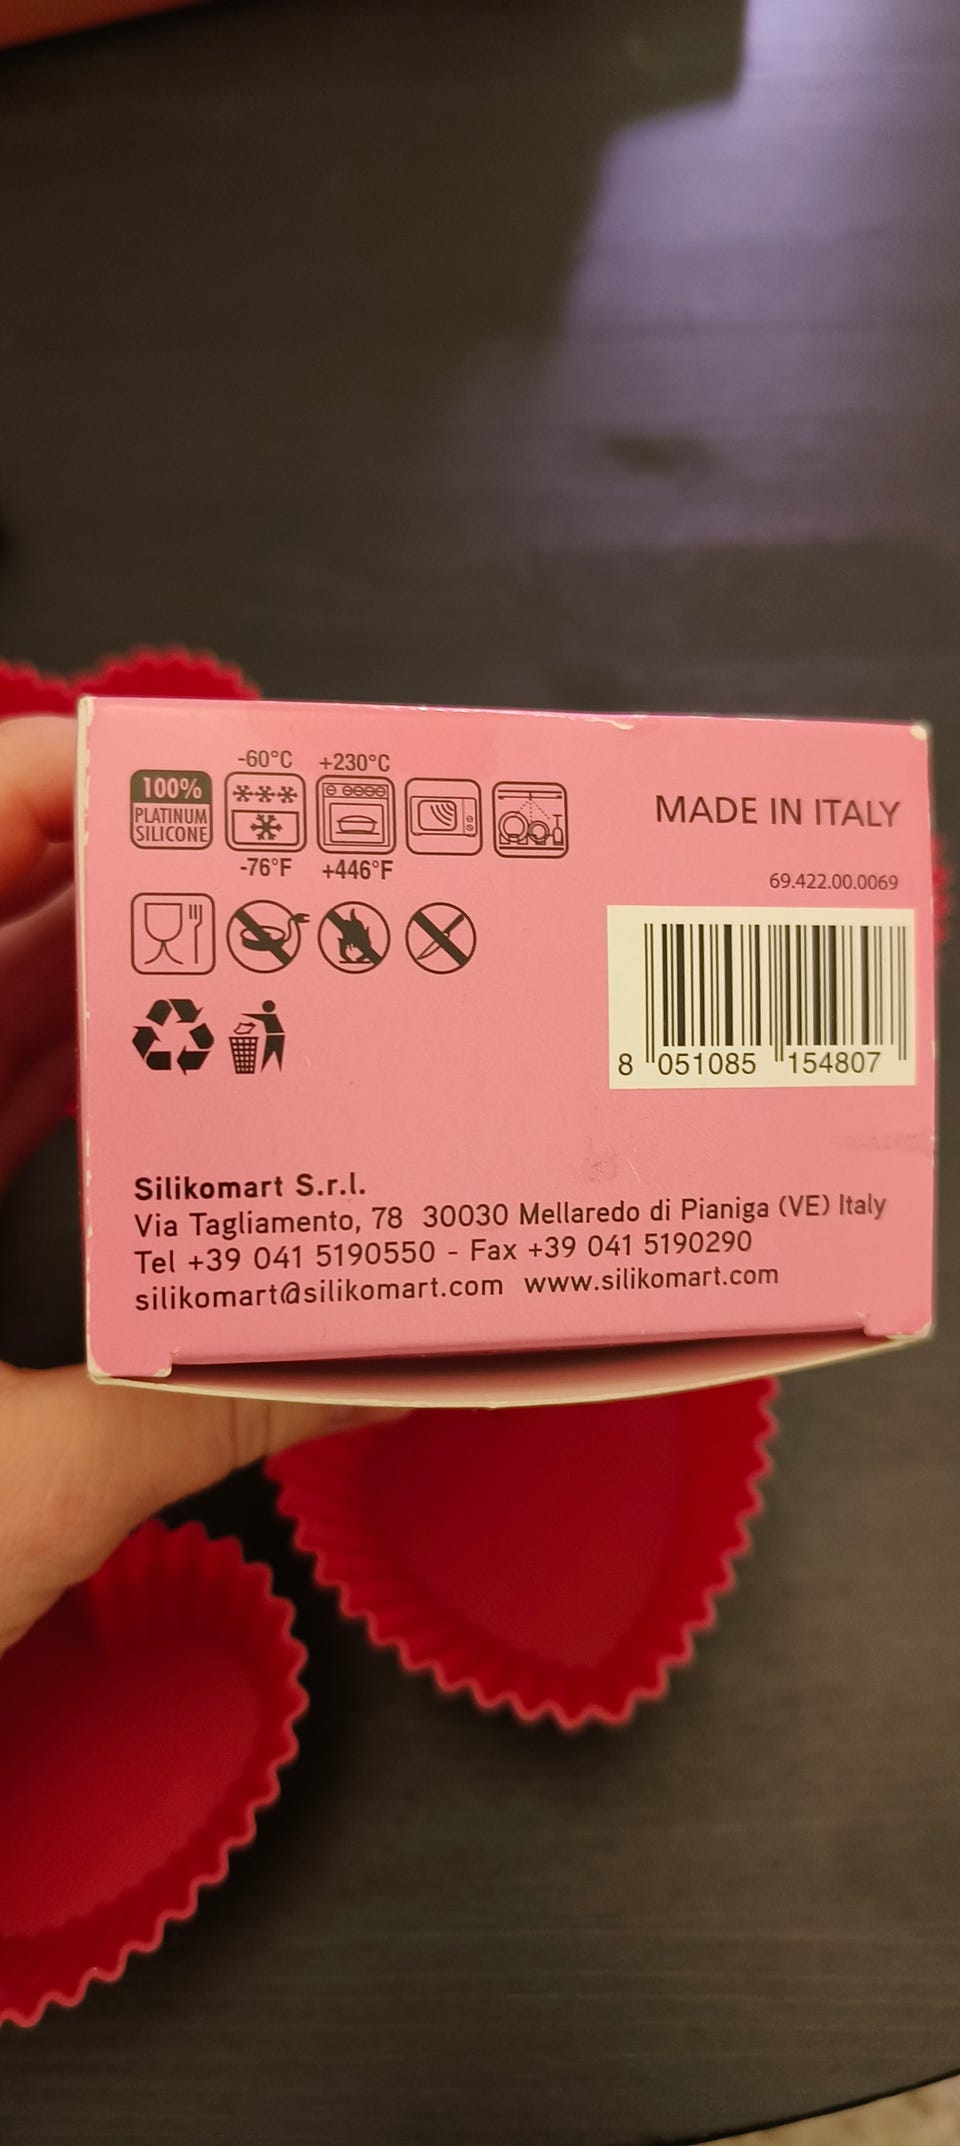 -60°C +230°C
100%
PLATINUM
SILICONE
-76°F +446°F
MADE IN ITALY
69.422.00.0069
8 051085 154807
Silikomart S.r.l.
Via Tagliamento, 78 30030 Mellaredo di Pianiga (VE) Italy
Tel +39 041 5190550 - Fax +39 041 5190290
silikomart@silikomart.com www.silikomart.com